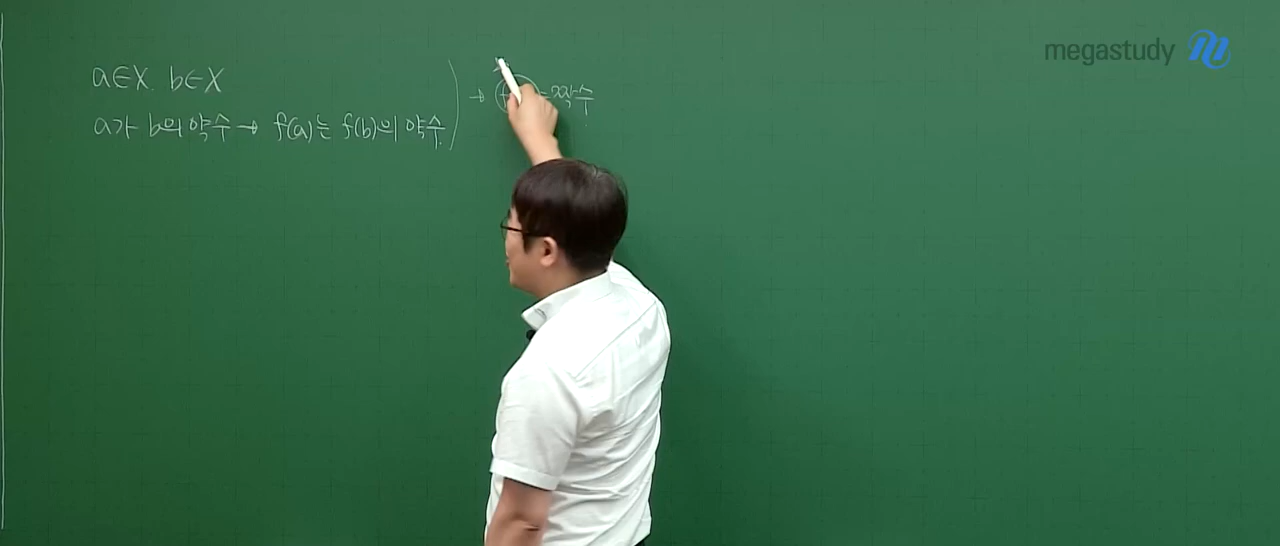 megastudy
a∈X. b∈X
a가 b의 약수 → f(a)는 f(b)의 약수.
→ = 짝수